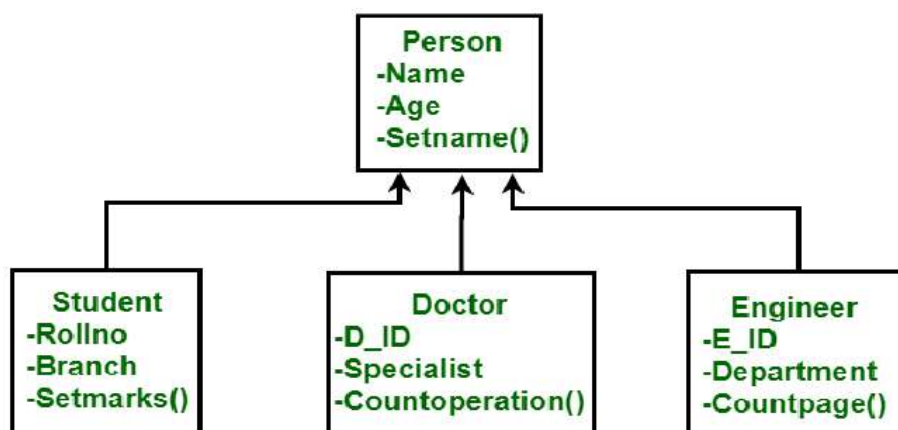 Person
-Name
-Age
-Setname()
Student
-Rollno
-Branch
-Setmarks()
Doctor
-D_ID
-Specialist
-Countoperation()
Engineer
-E_ID
-Department
-Countpage()